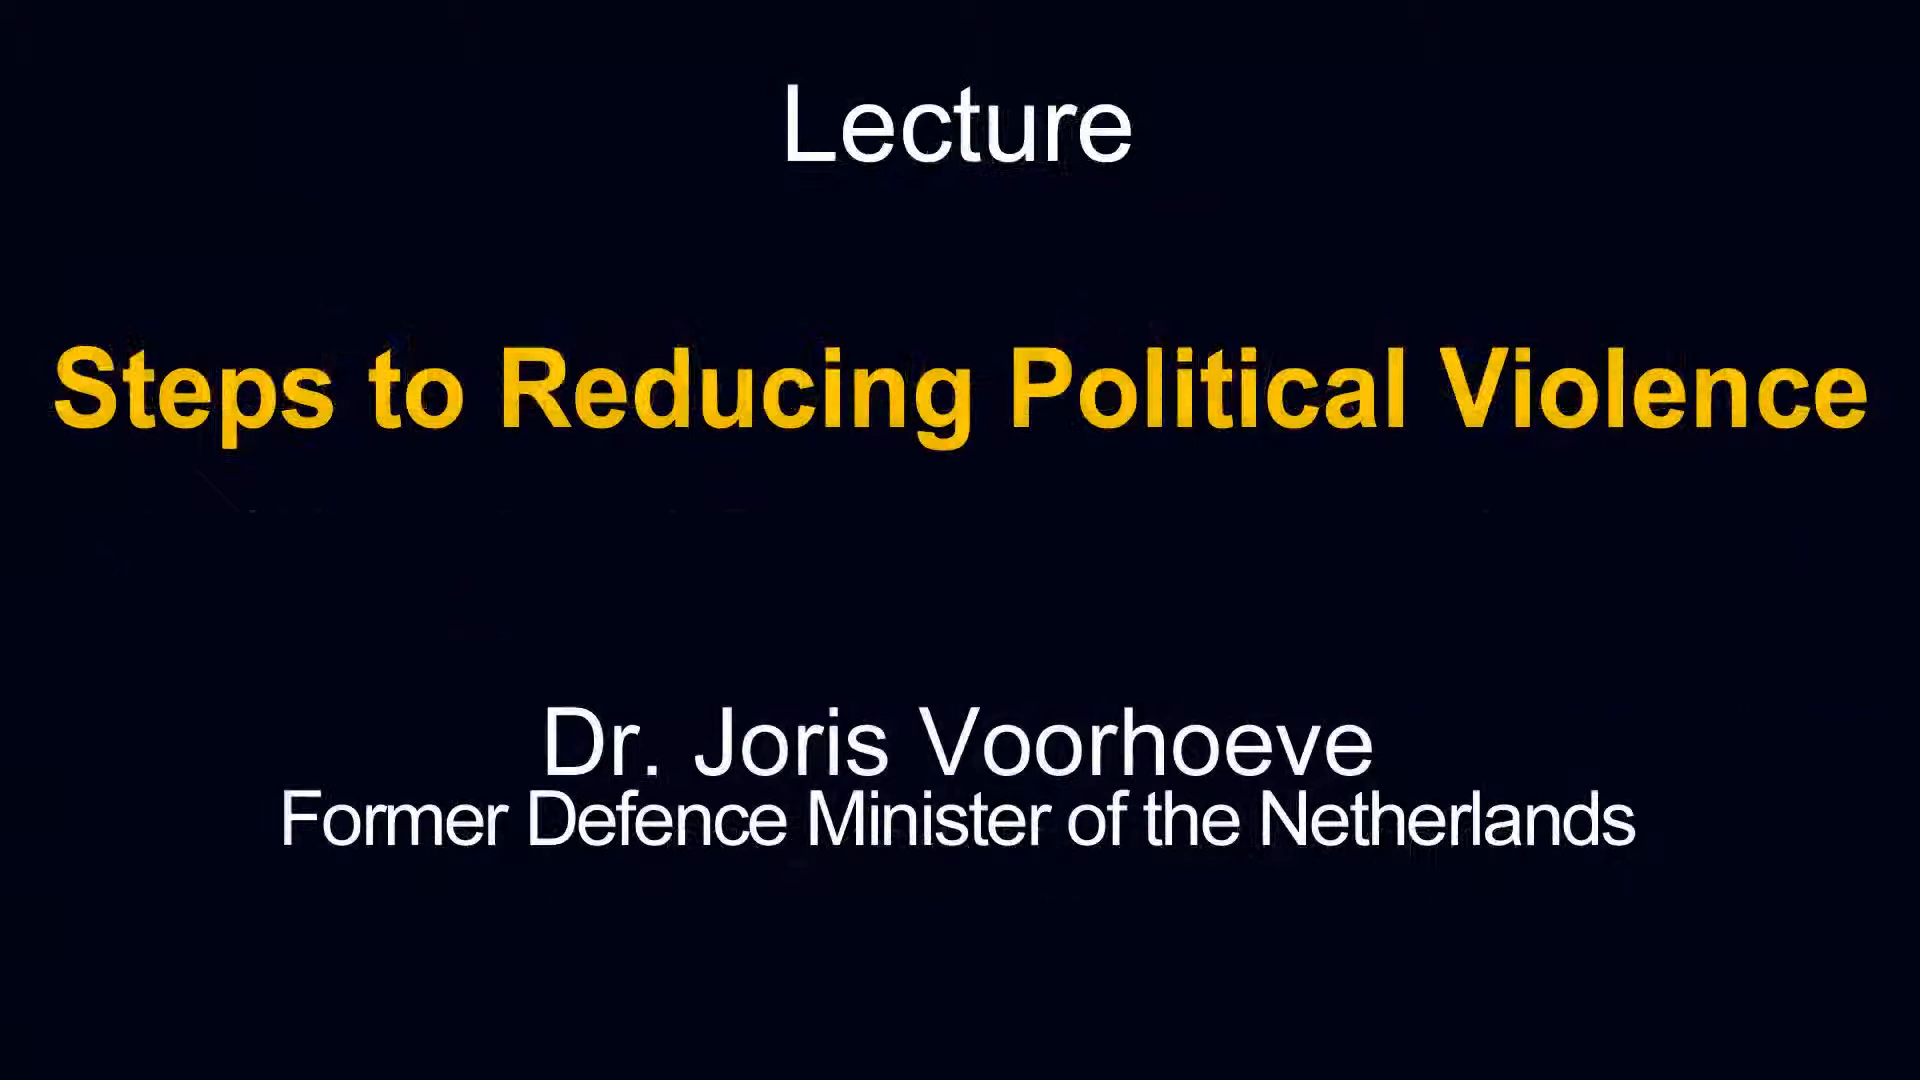 Lecture
Steps to Reducing Political Violence
Dr. Joris Voorhoeve
Former Defence Minister of the Netherlands